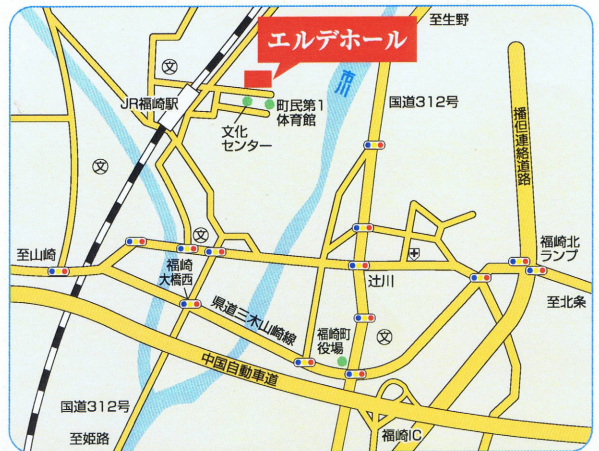 至生野
エルデホール
文
市川
JR福崎駅
町民第1
体育館
国道312号
文化
センター
播但連絡道路
文
文
至山崎
福崎
大橋西
辻川
福崎北
ランプ
至北条
県道三木山崎線
福崎町
役場
文
中国自動車道
国道312号
至姫路
福崎IC